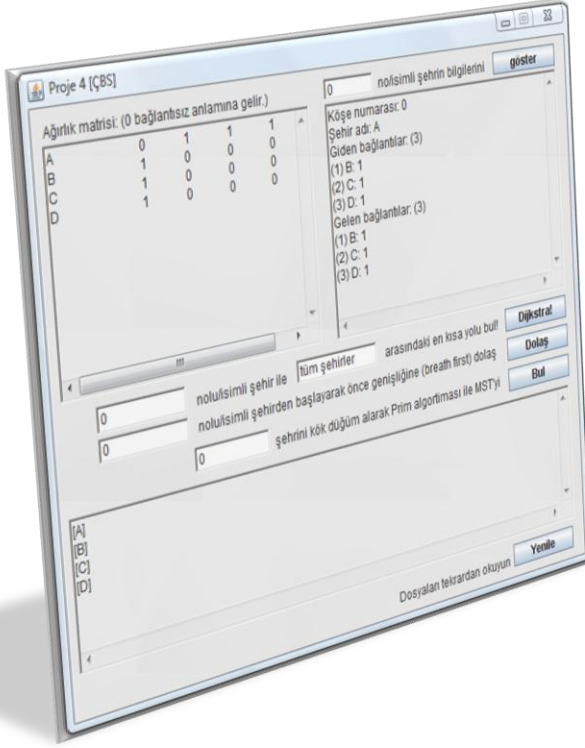 Proje 4 [ÇBS]
Ağırlık matrisi: (0 bağlantısız anlamına gelir.)
A 0 1 1 1
B 1 0 0 0
C 1 0 0 0
D 1 0 0 0
0 no/isimli şehrin bilgilerini göster
Köşe numarası: 0
Şehir adı: A
Giden bağlantılar: (3)
(1) B: 1
(2) C: 1
(3) D: 1
Gelen bağlantılar: (3)
(1) B: 1
(2) C: 1
(3) D: 1
0 nolu/isimli şehir ile tüm şehirler arasındaki en kısa yolu bul! Dijkstra!
0 nolu/isimli şehirden başlayarak önce genişliğine (breath first) dolaş Dolaş
0 şehrini kök düğüm alarak Prim algortiması ile MST'yi Bul
[A]
[B]
[C]
[D]
Dosyaları tekrardan okuyun Yenile